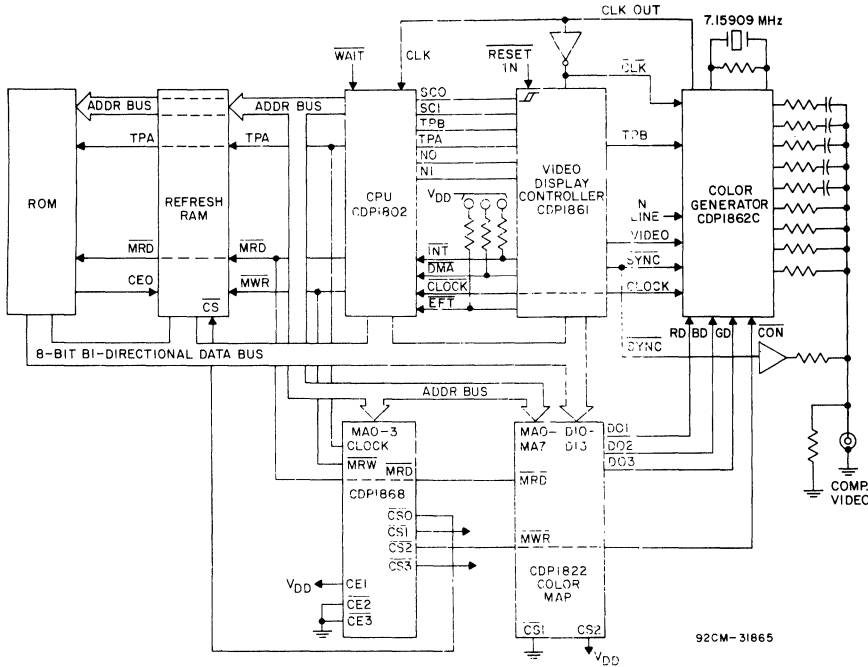 CLK OUT
7.15909 MHz
WAIT
CLK
RESET IN
CLK
ADDR BUS
ADDR BUS
SC0
SC1
TPB
TPA
TPA
TPA
TPB
N0
N1
ROM
REFRESH RAM
CPU CDP1802
VDD
VIDEO DISPLAY CONTROLLER CDP1861
COLOR GENERATOR CDP1862C
N LINE
VIDEO
MRD
MRD
INT
SYNC
DMA
CEO
MWR
CLOCK
CLOCK
CS
EFT
RD BD GD
CON
8-BIT BI-DIRECTIONAL DATA BUS
SYNC
ADDR BUS
MA0-3
CLOCK
MRW
MRD
CDP1868
CS0
CS1
CS2
CS3
VDD
CE1
CE2
CE3
MA0-MA7
DI0-DI3
DO1
DO2
DO3
MRD
MWR
CDP1822 COLOR MAP
CS1
CS2
VDD
COMP. VIDEO
92CM-31865